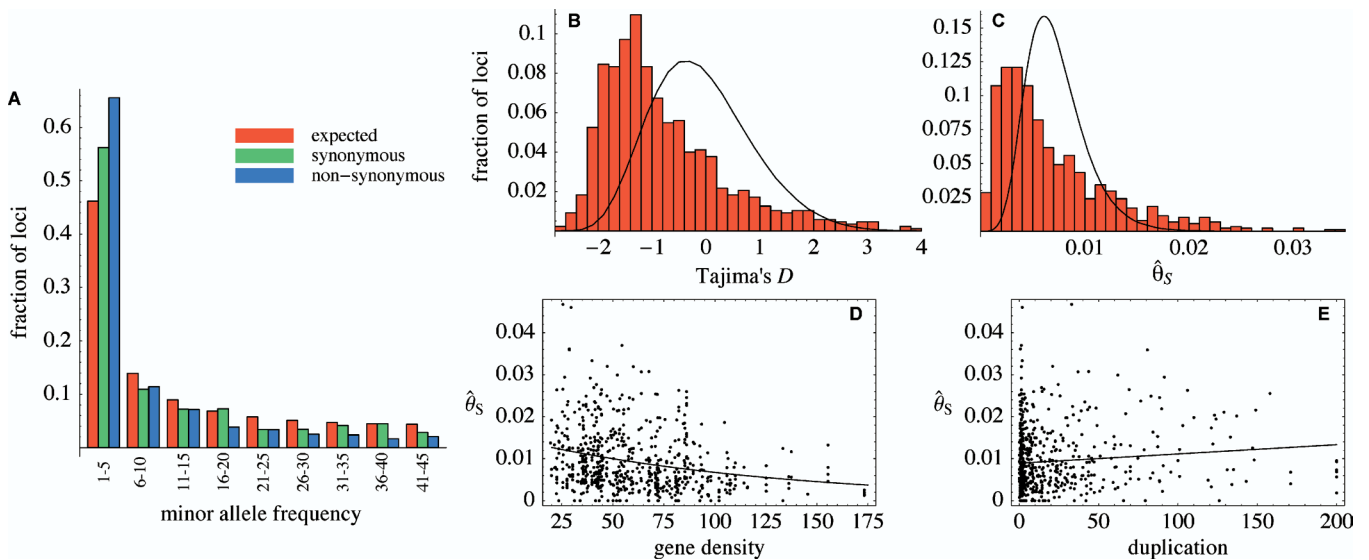 A
fraction of loci
0.6
0.5
0.4
0.3
0.2
0.1
expected
synonymous
non-synonymous
1-5
6-10
11-15
16-20
21-25
26-30
31-35
36-40
41-45
minor allele frequency
B
fraction of loci
0.1
0.08
0.06
0.04
0.02
−2 −1 0 1 2 3 4
Tajima's D
C
0.15
0.125
0.1
0.075
0.05
0.025
0.01 0.02 0.03
θ̂S
D
θ̂S
0.04
0.03
0.02
0.01
0
25 50 75 100 125 150 175
gene density
E
θ̂S
0.04
0.03
0.02
0.01
0
0 50 100 150 200
duplication